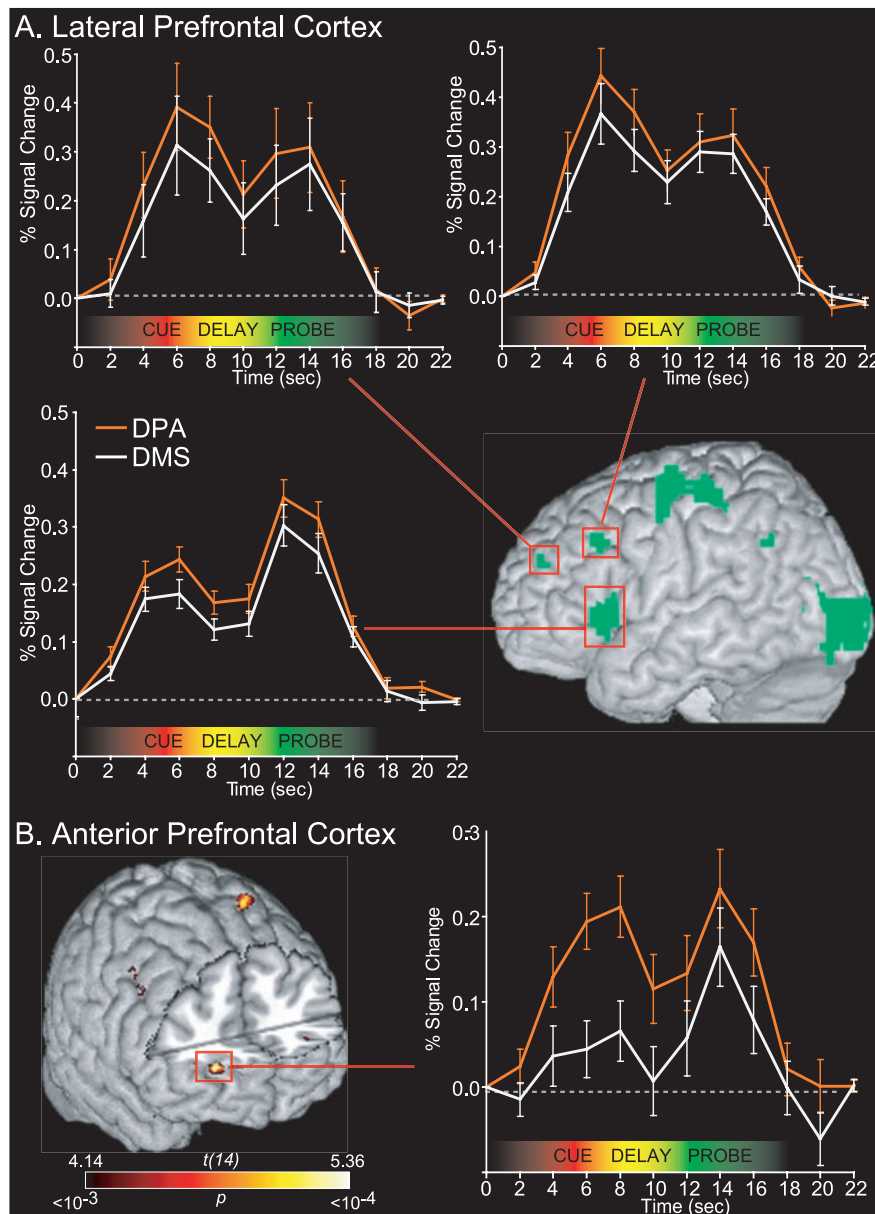 A. Lateral Prefrontal Cortex
0.5
0.4
0.3
0.2
0.1
0.0
% Signal Change
CUE DELAY PROBE
0 2 4 6 8 10 12 14 16 18 20 22
Time (sec)
0.5
0.4
0.3
0.2
0.1
0.0
% Signal Change
CUE DELAY PROBE
0 2 4 6 8 10 12 14 16 18 20 22
Time (sec)
0.5
0.4
0.3
0.2
0.1
0.0
% Signal Change
DPA
DMS
CUE DELAY PROBE
0 2 4 6 8 10 12 14 16 18 20 22
Time (sec)
B. Anterior Prefrontal Cortex
4.14 t(14) 5.36
<10-3 p <10-4
0.3
0.2
0.1
0.0
% Signal Change
CUE DELAY PROBE
0 2 4 6 8 10 12 14 16 18 20 22
Time (sec)